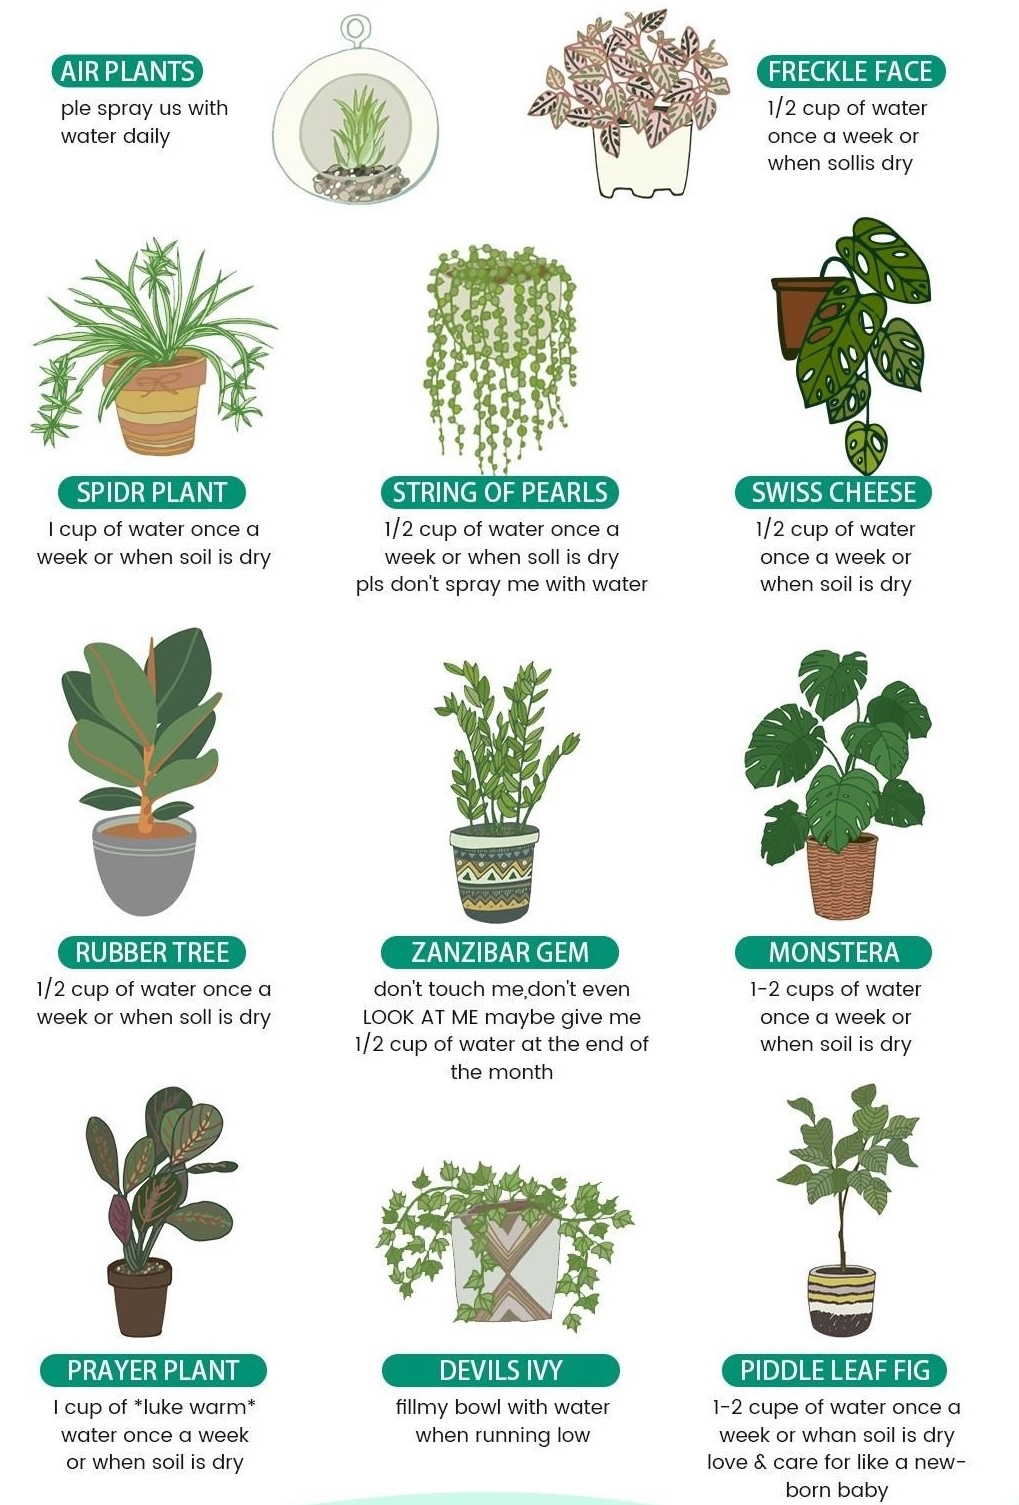 AIR PLANTS
ple spray us with
water daily
FRECKLE FACE
1/2 cup of water
once a week or
when sollis dry
SPIDR PLANT
I cup of water once a
week or when soil is dry
STRING OF PEARLS
1/2 cup of water once a
week or when soll is dry
pls don't spray me with water
SWISS CHEESE
1/2 cup of water
once a week or
when soil is dry
RUBBER TREE
1/2 cup of water once a
week or when soll is dry
ZANZIBAR GEM
don't touch me,don't even
LOOK AT ME maybe give me
1/2 cup of water at the end of
the month
MONSTERA
1-2 cups of water
once a week or
when soil is dry
PRAYER PLANT
I cup of *luke warm*
water once a week
or when soil is dry
DEVILS IVY
fillmy bowl with water
when running low
PIDDLE LEAF FIG
1-2 cupe of water once a
week or whan soil is dry
love & care for like a new-
born baby